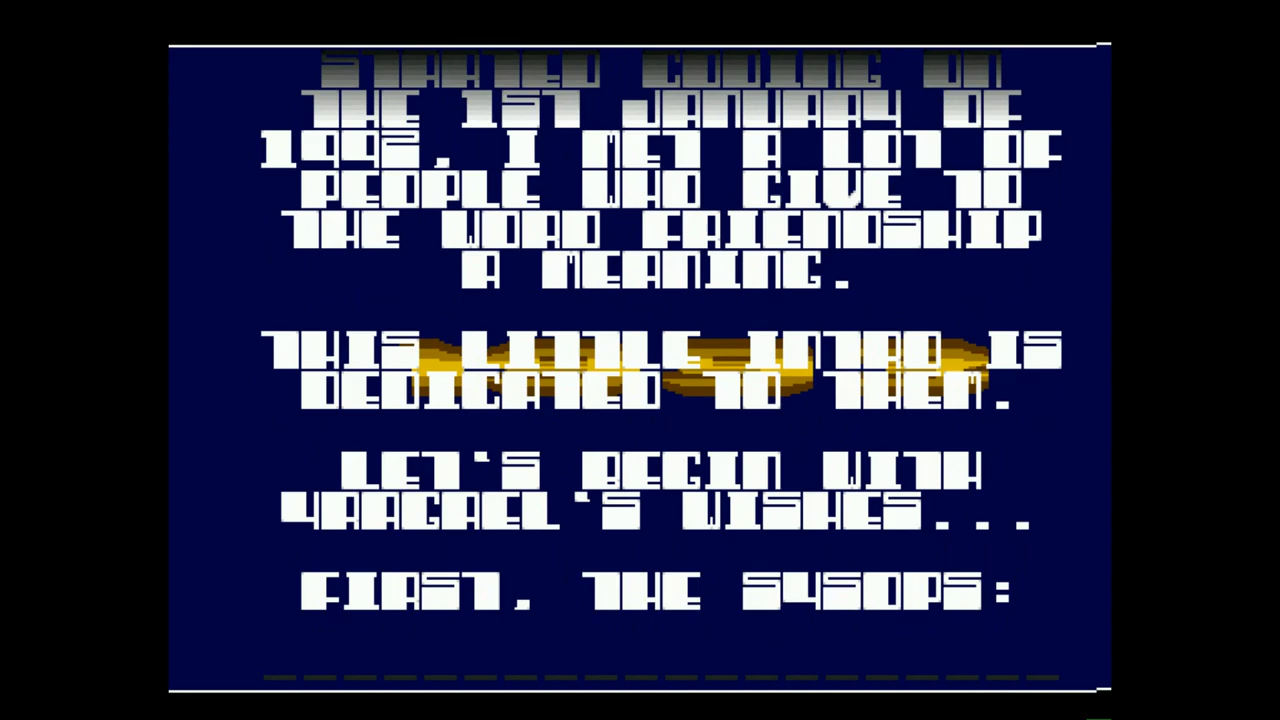 STARTED CODING ON
THE 1ST JANUARY OF
1992, I MET A LOT OF
PEOPLE WHO GIVE TO
THE WORD FRIENDSHIP
A MEANING.
THIS LITTLE INTRO IS
DEDICATED TO THEM.
LET'S BEGIN WITH
YRAGAEL'S WISHES...
FIRST, THE SYSOPS: